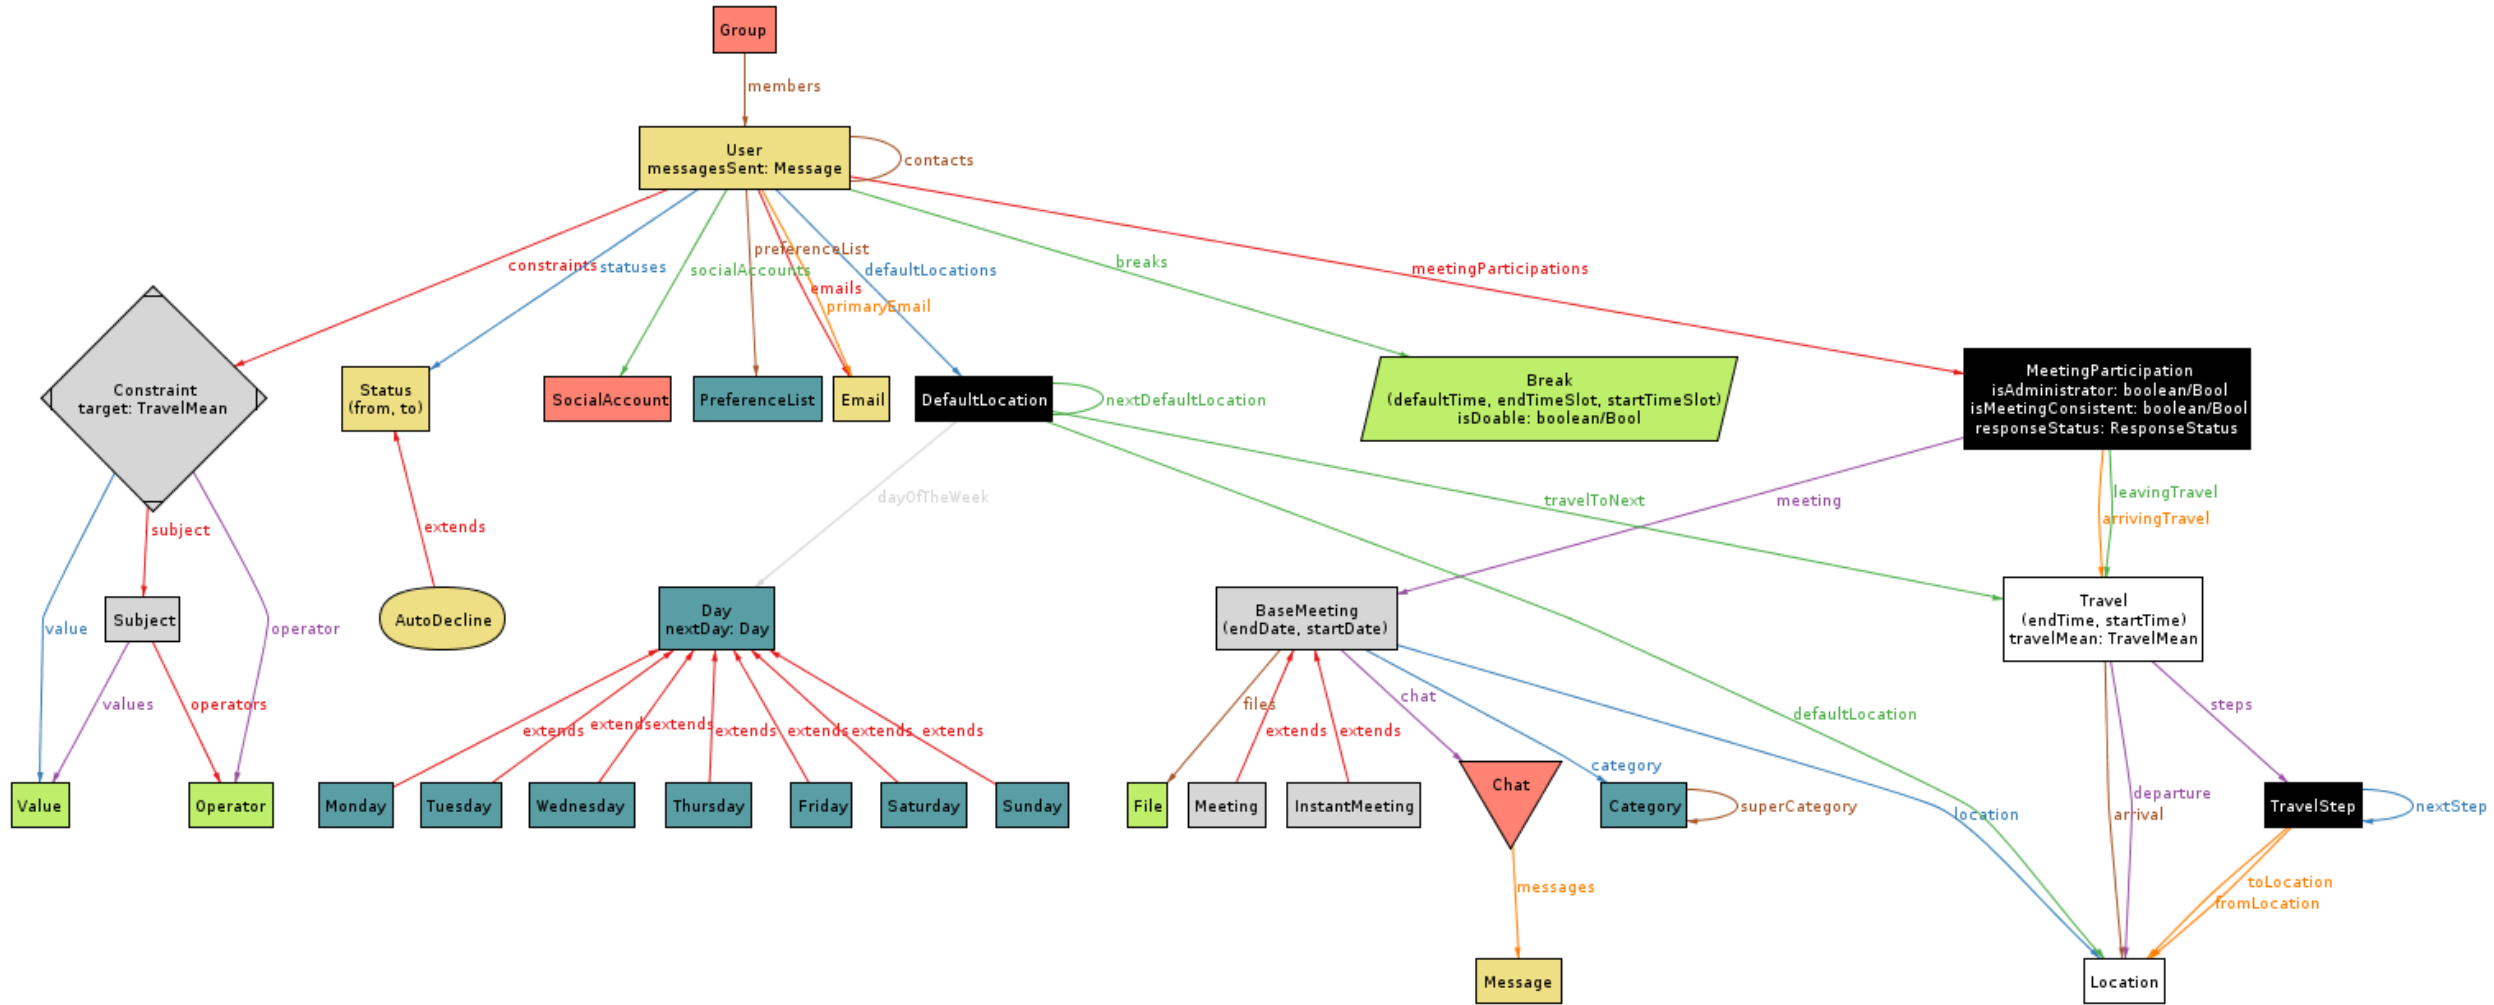 Group
members
User
messagesSent: Message
contacts
preferenceList
constraints
statuses
socialAccounts
defaultLocations
breaks
meetingParticipations
emails
primaryEmail
Constraint
target: TravelMean
Status
(from, to)
SocialAccount
PreferenceList
Email
DefaultLocation
nextDefaultLocation
Break
(defaultTime, endTimeSlot, startTimeSlot)
isDoable: boolean/Bool
MeetingParticipation
isAdministrator: boolean/Bool
isMeetingConsistent: boolean/Bool
responseStatus: ResponseStatus
subject
extends
dayOfTheWeek
travelToNext
meeting
leavingTravel
arrivingTravel
value
Subject
operator
AutoDecline
Day
nextDay: Day
BaseMeeting
(endDate, startDate)
Travel
(endTime, startTime)
travelMean: TravelMean
values
operators
extends
extends
extends
extends
extends
extends
extends
files
extends
extends
chat
category
defaultLocation
steps
Value
Operator
Monday
Tuesday
Wednesday
Thursday
Friday
Saturday
Sunday
File
Meeting
InstantMeeting
Chat
Category
superCategory
location
departure
arrival
TravelStep
nextStep
messages
toLocation
fromLocation
Message
Location